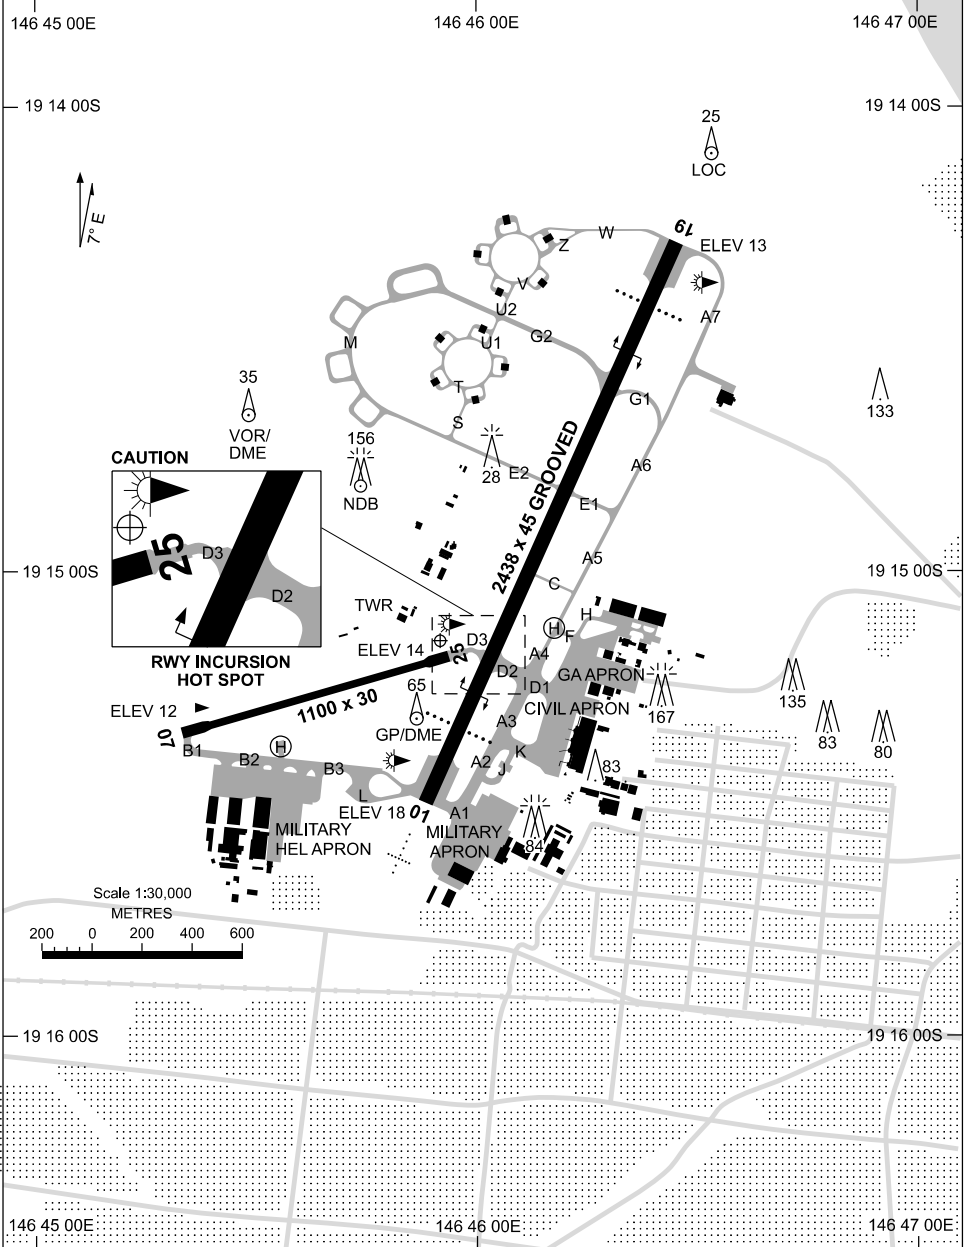 146 45 00E
146 46 00E
146 47 00E
19 14 00S
19 14 00S
25
LOC
7° E
19
W
Z
ELEV 13
V
U2
A7
U1
G2
M
35
T
G1
133
VOR/
DME
S
156
CAUTION
28
E2
A6
NDB
E1
2438 x 45 GROOVED
25
D3
A5
19 15 00S
19 15 00S
C
D2
TWR
H
H
F
D3
ELEV 14
25
A4
RWY INCURSION
HOT SPOT
D2
GA APRON
65
D1
135
1100 x 30
CIVIL APRON
ELEV 12
167
A3
GP/DME
07
83
80
B1
H
K
B2
B3
A2
J
83
L
ELEV 18
01
A1
MILITARY
HEL APRON
MILITARY
APRON
84
Scale 1:30,000
METRES
200
0
200
400
600
19 16 00S
19 16 00S
146 45 00E
146 46 00E
146 47 00E